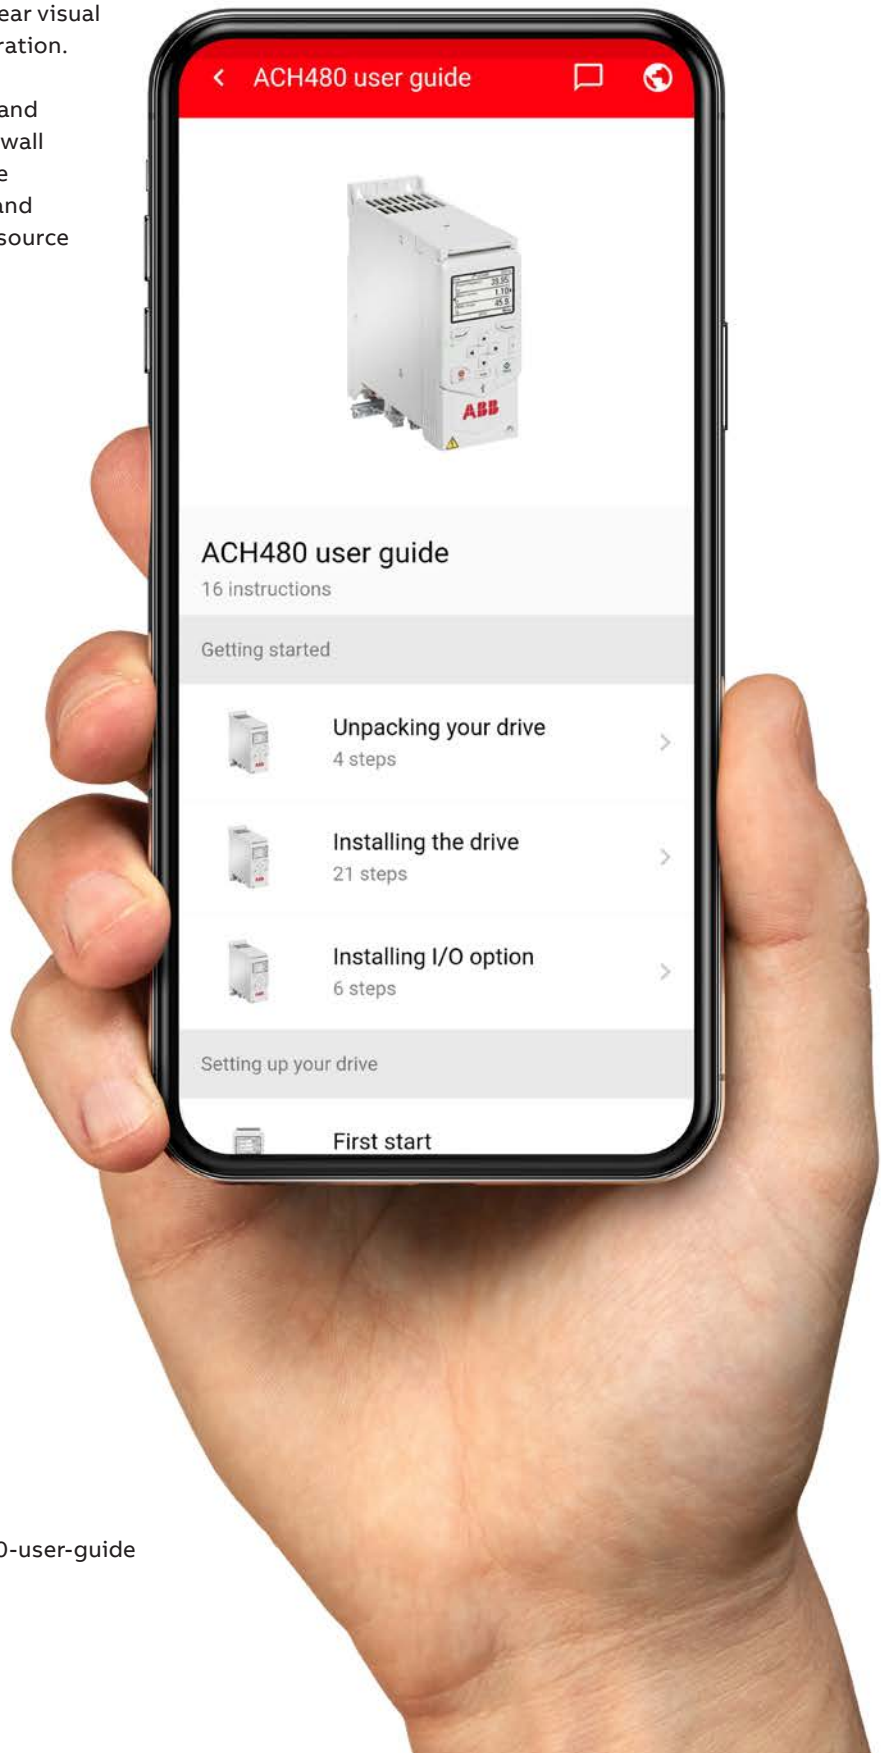 ear visual
ration.
and
wall
e
and
source
ACH480 user guide
ABB
ACH480 user guide
16 instructions
Getting started
Unpacking your drive
4 steps
Installing the drive
21 steps
Installing I/O option
6 steps
Setting up your drive
First start
0-user-guide